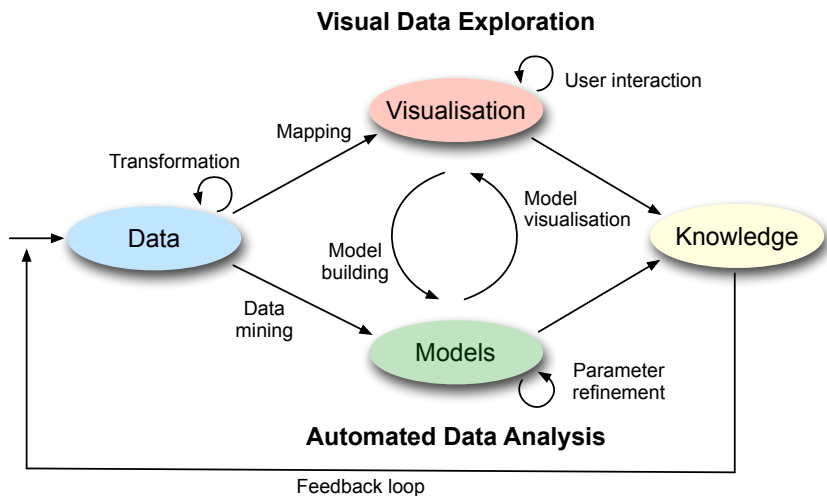 Visual Data Exploration
User interaction
Visualisation
Mapping
Transformation
Model
visualisation
Data
Knowledge
Model
building
Data
mining
Models
Parameter
refinement
Automated Data Analysis
Feedback loop